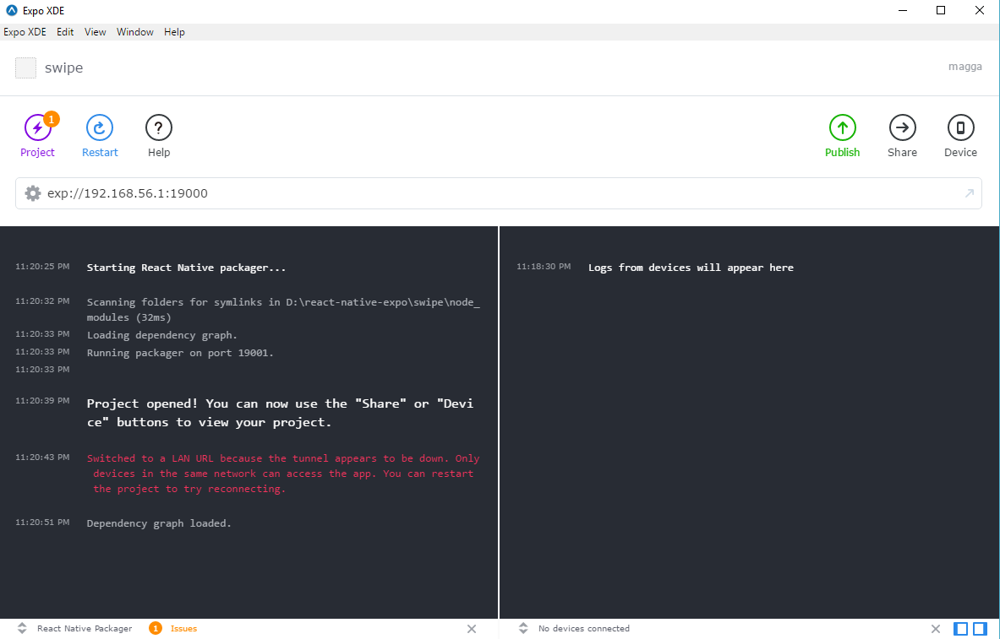 Expo XDE
Expo XDE Edit View Window Help
swipe
magga
1
Project Restart Help Publish Share Device
exp://192.168.56.1:19000
11:20:25 PM Starting React Native packager...
11:20:32 PM Scanning folders for symlinks in D:\react-native-expo\swipe\node_
modules (32ms)
11:20:33 PM Loading dependency graph.
11:20:33 PM Running packager on port 19001.
11:20:33 PM
11:20:39 PM Project opened! You can now use the "Share" or "Devi
ce" buttons to view your project.
11:20:43 PM Switched to a LAN URL because the tunnel appears to be down. Only
devices in the same network can access the app. You can restart
the project to try reconnecting.
11:20:51 PM Dependency graph loaded.
11:18:30 PM Logs from devices will appear here
React Native Packager 1 Issues
No devices connected